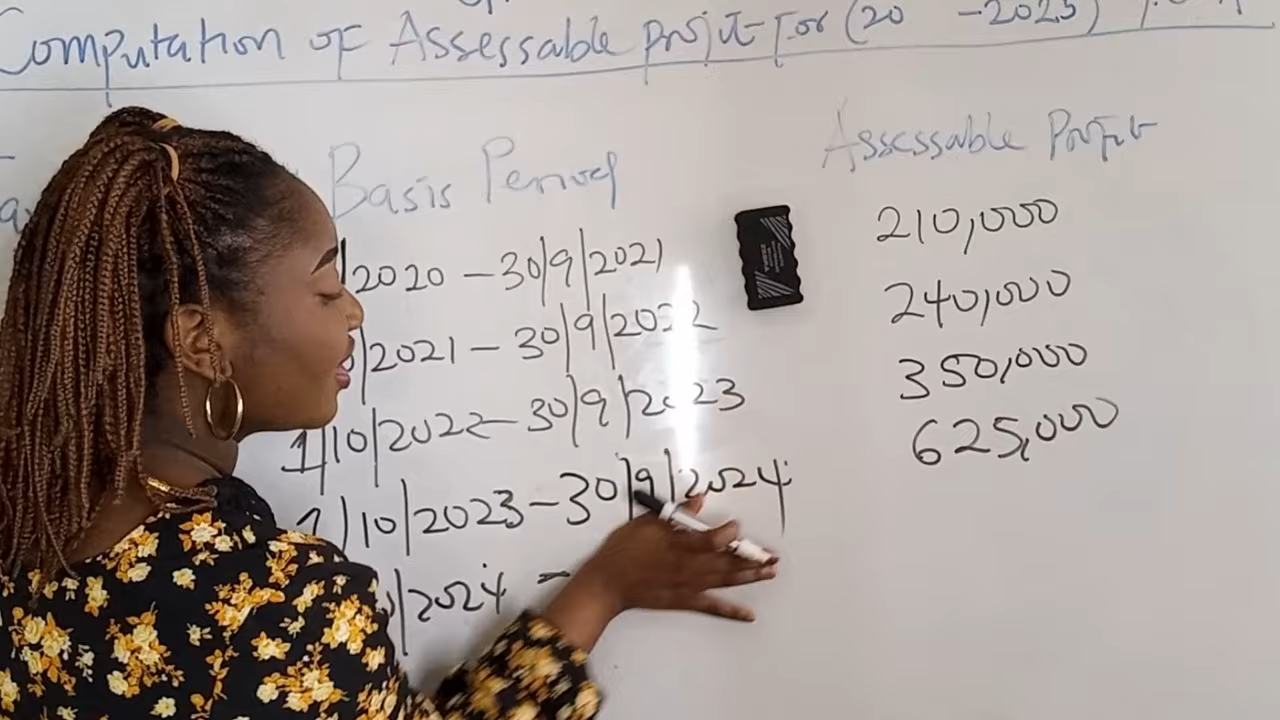 Computation of Assessable profit For (20 -2025)
Basis Period Assessable Profit
2020 - 30|9|2021 210,000
2021 - 30|9|2022 240,000
1|10|2022 - 30|9|2023 350,000
1|10|2023 - 30|9|2024 625,000
|2024 -